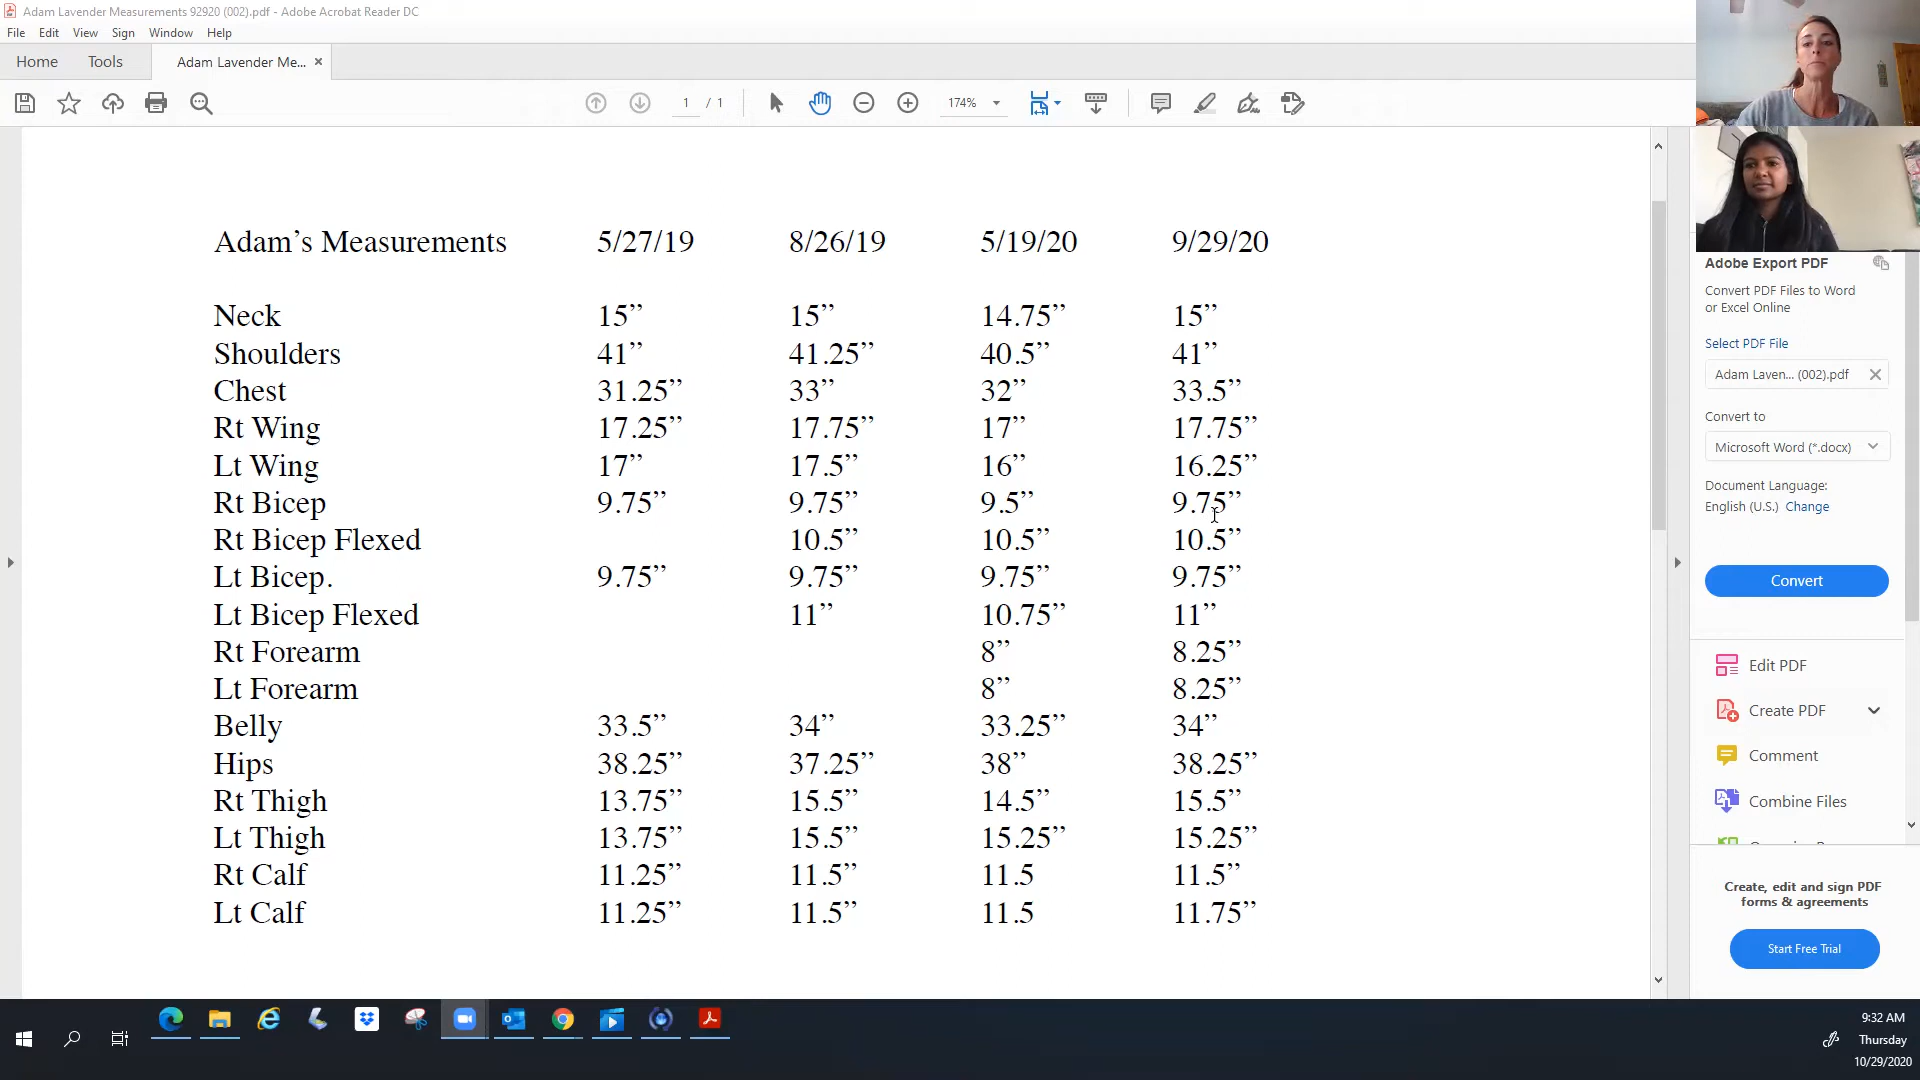 Adam Lavender Measurements 92920 (002).pdf - Adobe Acrobat Reader DC
File Edit View Sign Window Help
Home Tools Adam Lavender Me... ×
1 / 1 174%
Adam’s Measurements 5/27/19 8/26/19 5/19/20 9/29/20
Neck 15” 15” 14.75” 15”
Shoulders 41” 41.25” 40.5” 41”
Chest 31.25” 33” 32” 33.5”
Rt Wing 17.25” 17.75” 17” 17.75”
Lt Wing 17” 17.5” 16” 16.25”
Rt Bicep 9.75” 9.75” 9.5” 9.75”
Rt Bicep Flexed 10.5” 10.5” 10.5”
Lt Bicep. 9.75” 9.75” 9.75” 9.75”
Lt Bicep Flexed 11” 10.75” 11”
Rt Forearm 8” 8.25”
Lt Forearm 8” 8.25”
Belly 33.5” 34” 33.25” 34”
Hips 38.25” 37.25” 38” 38.25”
Rt Thigh 13.75” 15.5” 14.5” 15.5”
Lt Thigh 13.75” 15.5” 15.25” 15.25”
Rt Calf 11.25” 11.5” 11.5 11.5”
Lt Calf 11.25” 11.5” 11.5 11.75”
Adobe Export PDF
Convert PDF Files to Word
or Excel Online
Select PDF File
Adam Laven... (002).pdf
Convert to
Microsoft Word (*.docx)
Document Language:
English (U.S.) Change
Convert
Edit PDF
Create PDF
Comment
Combine Files
Create, edit and sign PDF
forms & agreements
Start Free Trial
9:32 AM
Thursday
10/29/2020